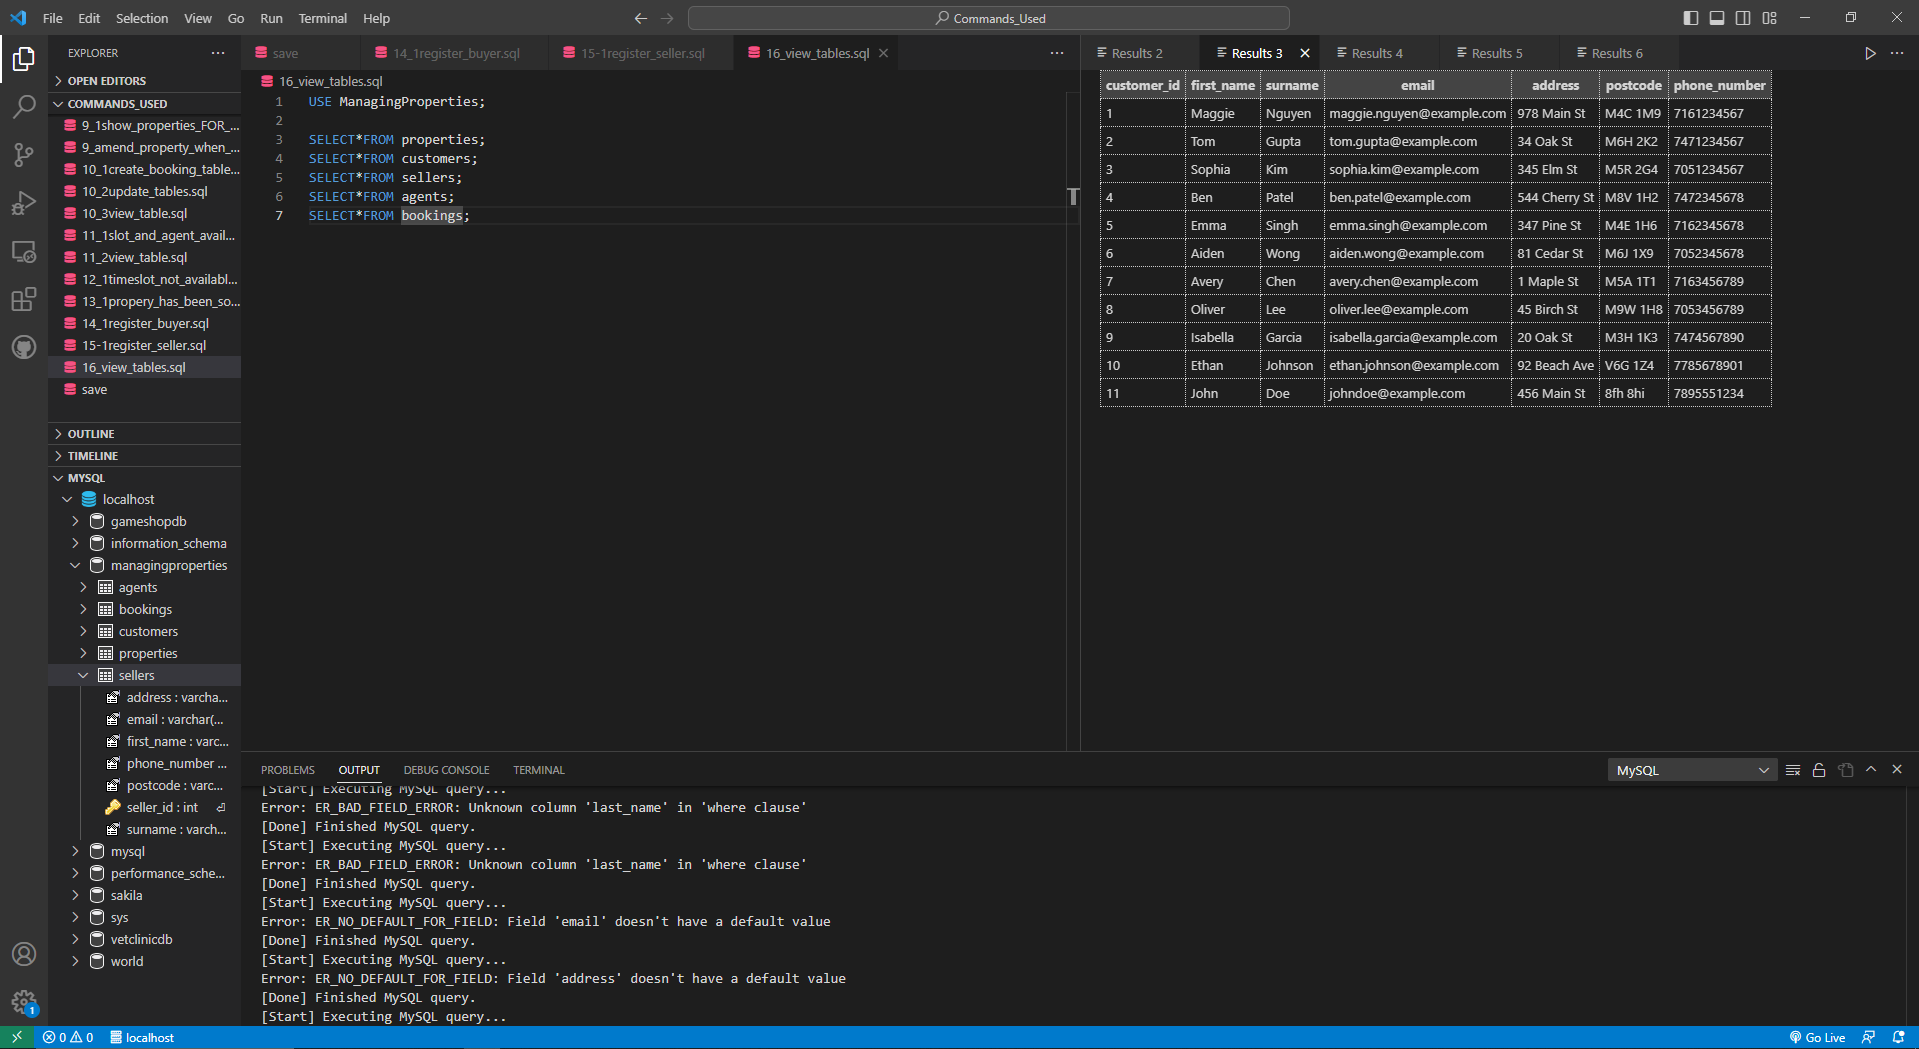 File Edit Selection View Go Run Terminal Help
Commands_Used
EXPLORER
OPEN EDITORS
COMMANDS_USED
9_1show_properties_FOR_...
9_amend_property_when_...
10_1create_booking_table...
10_2update_tables.sql
10_3view_table.sql
11_1slot_and_agent_avail...
11_2view_table.sql
12_1timeslot_not_availabl...
13_1propery_has_been_so...
14_1register_buyer.sql
15-1register_seller.sql
16_view_tables.sql
save
OUTLINE
TIMELINE
MYSQL
localhost
gameshopdb
information_schema
managingproperties
agents
bookings
customers
properties
sellers
address : varcha...
email : varchar(...
first_name : varc...
phone_number ...
postcode : varc...
seller_id : int
surname : varch...
mysql
performance_sche...
sakila
sys
vetclinicdb
world
save 14_1register_buyer.sql 15-1register_seller.sql 16_view_tables.sql
16_view_tables.sql
1 USE ManagingProperties;
2
3 SELECT*FROM properties;
4 SELECT*FROM customers;
5 SELECT*FROM sellers;
6 SELECT*FROM agents;
7 SELECT*FROM bookings;
Results 2 Results 3 Results 4 Results 5 Results 6
customer_id first_name surname email address postcode phone_number
1 Maggie Nguyen maggie.nguyen@example.com 978 Main St M4C 1M9 7161234567
2 Tom Gupta tom.gupta@example.com 34 Oak St M6H 2K2 7471234567
3 Sophia Kim sophia.kim@example.com 345 Elm St M5R 2G4 7051234567
4 Ben Patel ben.patel@example.com 544 Cherry St M8V 1H2 7472345678
5 Emma Singh emma.singh@example.com 347 Pine St M4E 1H6 7162345678
6 Aiden Wong aiden.wong@example.com 81 Cedar St M6J 1X9 7052345678
7 Avery Chen avery.chen@example.com 1 Maple St M5A 1T1 7163456789
8 Oliver Lee oliver.lee@example.com 45 Birch St M9W 1H8 7053456789
9 Isabella Garcia isabella.garcia@example.com 20 Oak St M3H 1K3 7474567890
10 Ethan Johnson ethan.johnson@example.com 92 Beach Ave V6G 1Z4 7785678901
11 John Doe johndoe@example.com 456 Main St 8fh 8hi 7895551234
PROBLEMS OUTPUT DEBUG CONSOLE TERMINAL
MySQL
[Start] Executing MySQL query...
Error: ER_BAD_FIELD_ERROR: Unknown column 'last_name' in 'where clause'
[Done] Finished MySQL query.
[Start] Executing MySQL query...
Error: ER_BAD_FIELD_ERROR: Unknown column 'last_name' in 'where clause'
[Done] Finished MySQL query.
[Start] Executing MySQL query...
Error: ER_NO_DEFAULT_FOR_FIELD: Field 'email' doesn't have a default value
[Done] Finished MySQL query.
[Start] Executing MySQL query...
Error: ER_NO_DEFAULT_FOR_FIELD: Field 'address' doesn't have a default value
[Done] Finished MySQL query.
[Start] Executing MySQL query...
1
0 0 localhost
Go Live